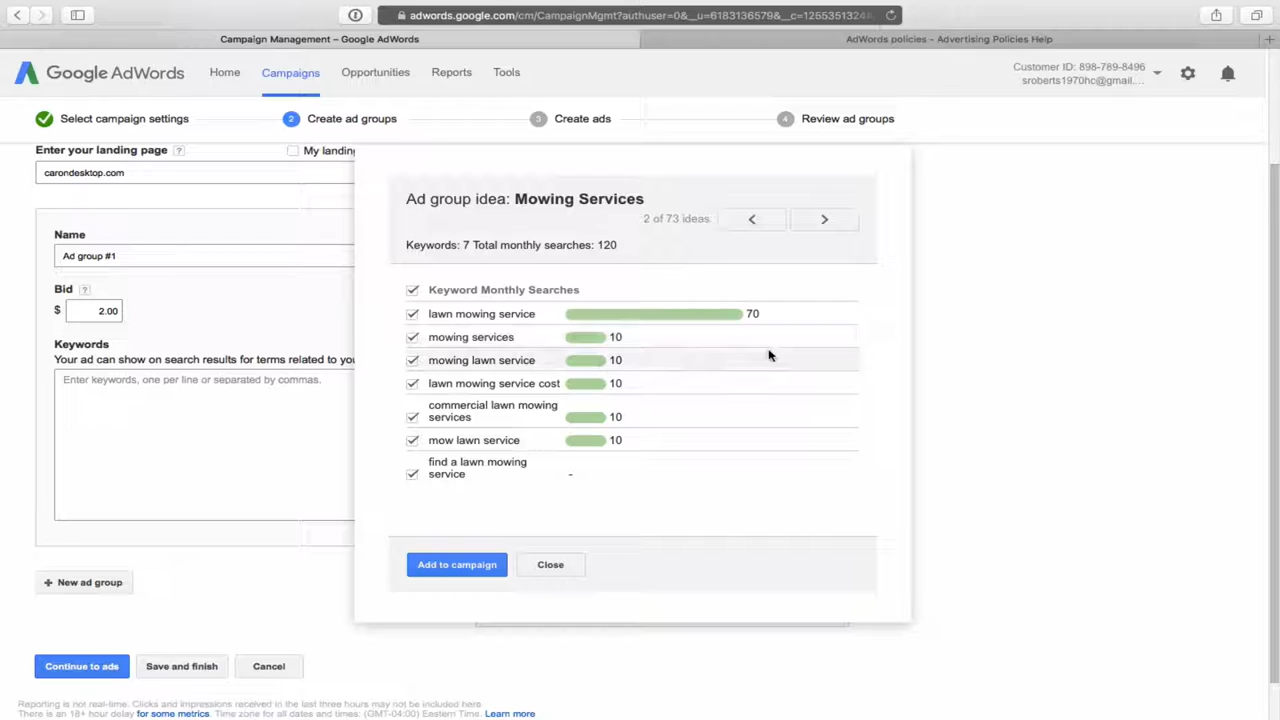 adwords.google.com/cm/CampaignMgmt?authuser=0&__u=6183136579&__c=1255351324
Campaign Management – Google AdWords
AdWords policies – Advertising Policies Help
Google AdWords
Home
Campaigns
Opportunities
Reports
Tools
Customer ID: 898-789-8496
sroberts1970hc@gmail....
Select campaign settings
2 Create ad groups
3 Create ads
4 Review ad groups
Enter your landing page ?
My landing
carondesktop.com
Name
Ad group #1
Bid ?
$ 2.00
Keywords
Your ad can show on search results for terms related to you
Enter keywords, one per line or separated by commas.
+ New ad group
Ad group idea: Mowing Services
2 of 73 ideas < >
Keywords: 7 Total monthly searches: 120
Keyword Monthly Searches
lawn mowing service 70
mowing services 10
mowing lawn service 10
lawn mowing service cost 10
commercial lawn mowing
services 10
mow lawn service 10
find a lawn mowing
service -
Add to campaign
Close
Continue to ads
Save and finish
Cancel
Reporting is not real-time. Clicks and impressions received in the last three hours may not be included here
There is an 18+ hour delay for some metrics. Time zone for all dates and times: (GMT-04:00) Eastern Time. Learn more